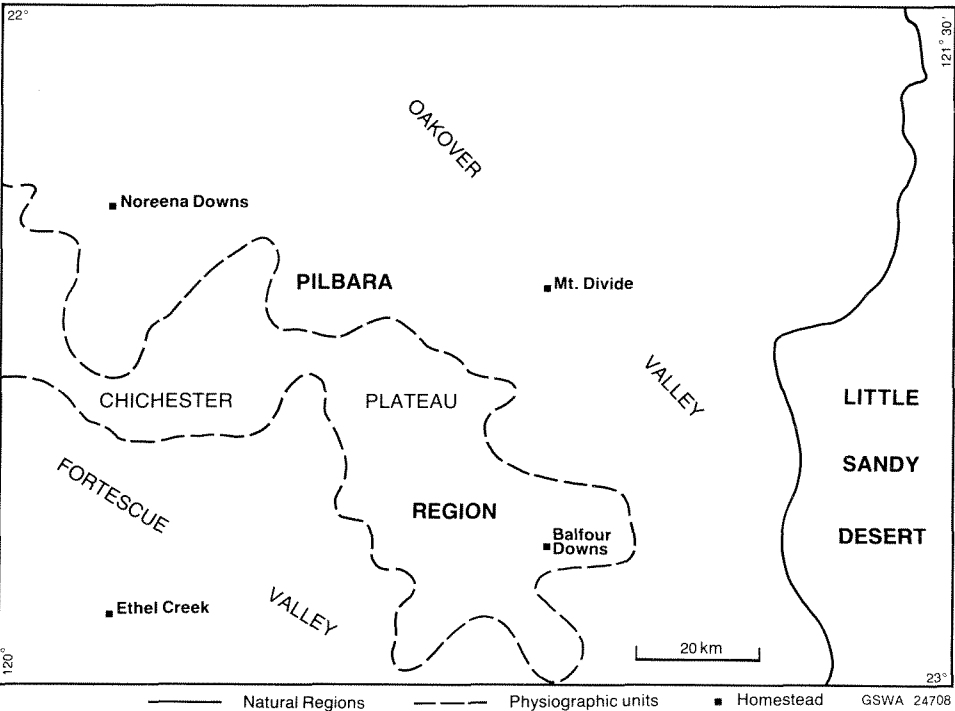 22°
121° 30'
OAKOVER
Noreena Downs
PILBARA
Mt. Divide
VALLEY
CHICHESTER
PLATEAU
LITTLE
SANDY
DESERT
FORTESCUE
REGION
Balfour
Downs
Ethel Creek
VALLEY
20 km
120°
23°
Natural Regions
Physiographic units
Homestead
GSWA 24708